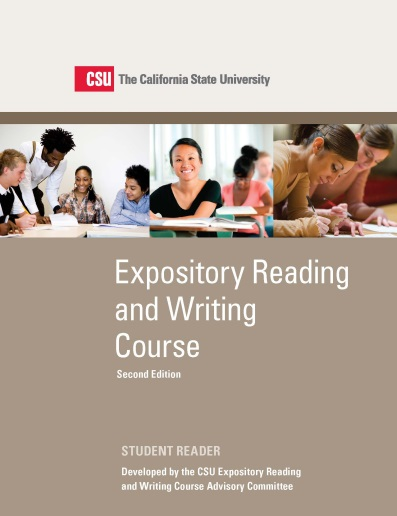 CSU The California State University
Expository Reading
and Writing
Course
Second Edition
STUDENT READER
Developed by the CSU Expository Reading
and Writing Course Advisory Committee